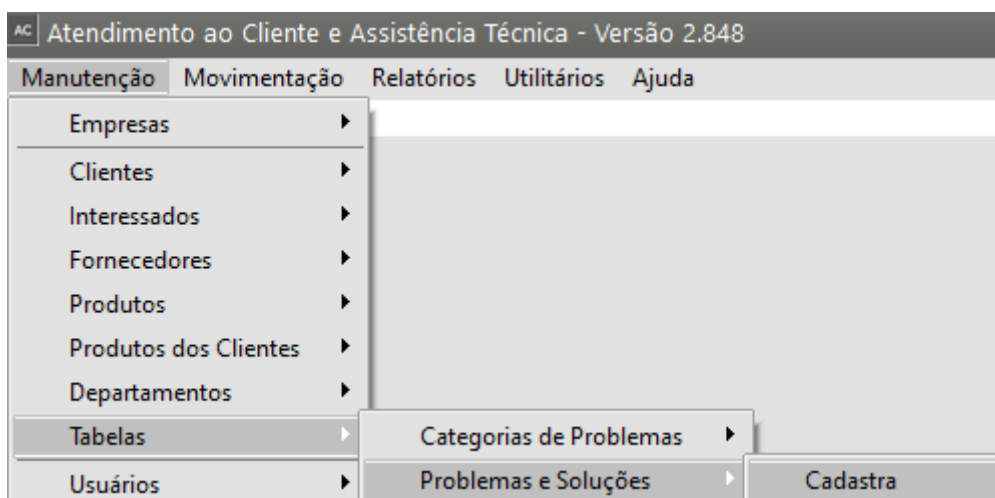 AC Atendimento ao Cliente e Assistência Técnica - Versão 2.848
Manutenção Movimentação Relatórios Utilitários Ajuda
Empresas
Clientes
Interessados
Fornecedores
Produtos
Produtos dos Clientes
Departamentos
Tabelas Categorias de Problemas
Usuários Problemas e Soluções Cadastra